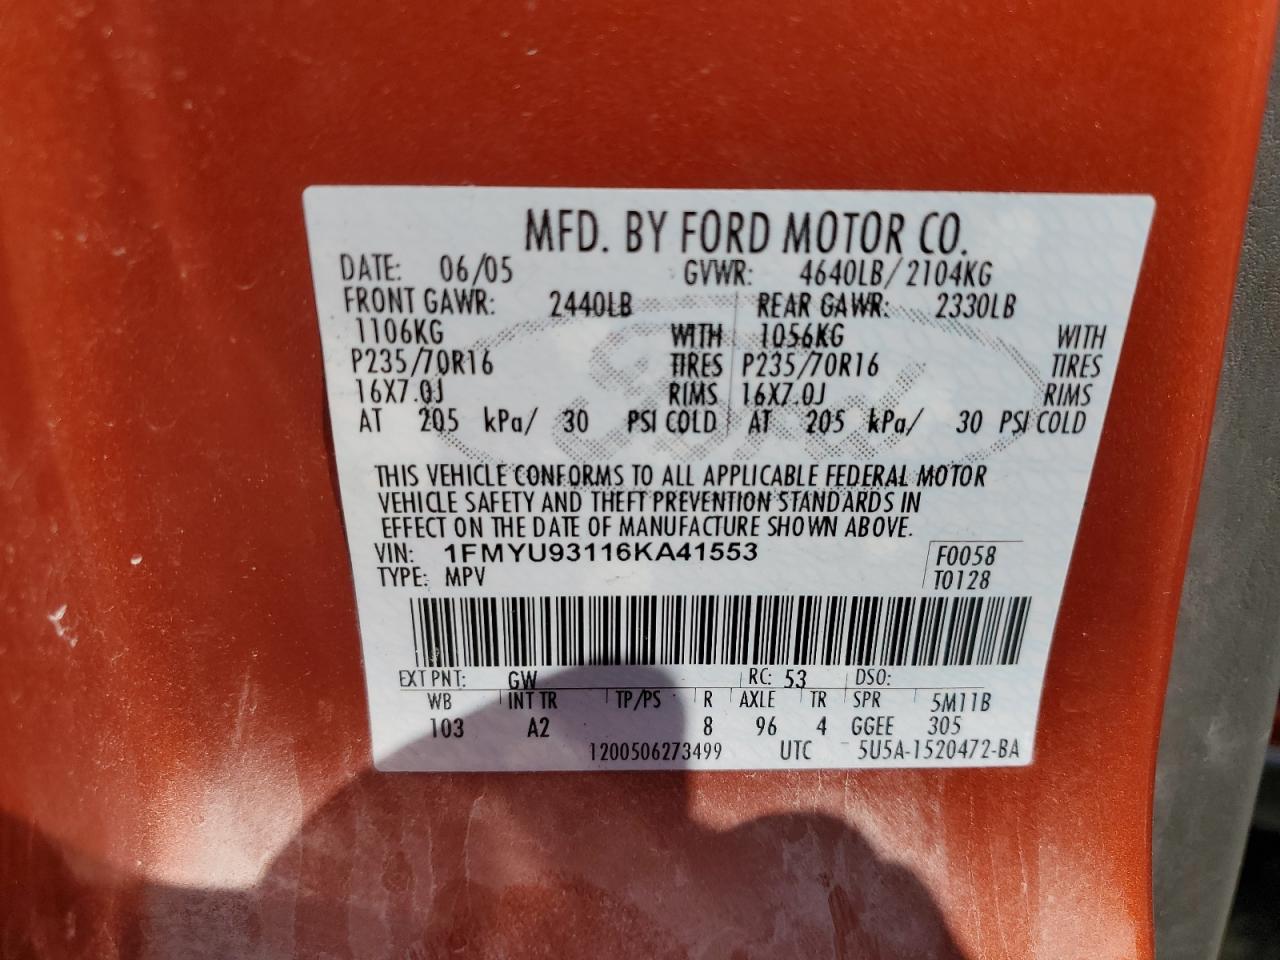 MFD. BY FORD MOTOR CO.
DATE: 06/05 GVWR: 4640LB/2104KG
FRONT GAWR: 2440LB REAR GAWR: 2330LB
1106KG WITH 1056KG WITH
P235/70R16 TIRES P235/70R16 TIRES
16X7.0J RIMS 16X7.0J RIMS
AT 205 kPa/ 30 PSI COLD AT 205 kPa/ 30 PSI COLD
THIS VEHICLE CONFORMS TO ALL APPLICABLE FEDERAL MOTOR
VEHICLE SAFETY AND THEFT PREVENTION STANDARDS IN
EFFECT ON THE DATE OF MANUFACTURE SHOWN ABOVE.
VIN: 1FMYU93116KA41553 F0058
TYPE: MPV T0128
EXT PNT: GW RC: 53 DSO:
WB INT TR TP/PS R AXLE TR SPR 5M11B
103 A2 8 96 4 GGEE 305
1200506273499 UTC 5U5A-1520472-BA